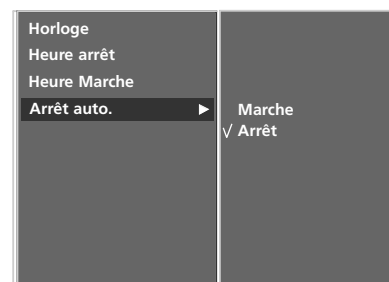 Horloge
Heure arrêt
Heure Marche
Arrêt auto. ▶
Marche
√ Arrêt